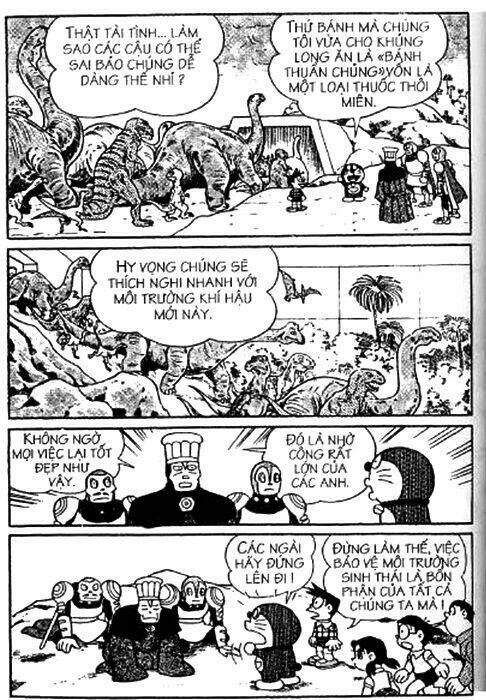 THẬT TÀI TÌNH... LÀM
SAO CÁC CẬU CÓ THỂ
SAI BẢO CHÚNG DỄ
DÀNG THẾ NHỈ ?
THỨ BÁNH MÀ CHÚNG
TÔI VỪA CHO KHỦNG
LONG ĂN LÀ «BÁNH
THUẦN CHỦNG» VỐN LÀ
MỘT LOẠI THUỐC THÔI
MIÊN.
HY VỌNG CHÚNG SẼ
THÍCH NGHI NHANH VỚI
MÔI TRƯỜNG KHÍ HẬU
MỚI NÀY.
KHÔNG NGỜ
MỌI VIỆC LẠI TỐT
ĐẸP NHƯ
VẬY.
ĐÓ LÀ NHỜ
CÔNG RẤT
LỚN CỦA
CÁC ANH.
CÁC NGÀI
HÃY ĐỨNG
LÊN ĐI !
ĐỪNG LÀM THẾ, VIỆC
BẢO VỆ MÔI TRƯỜNG
SINH THÁI LÀ BỔN
PHẬN CỦA TẤT CẢ
CHÚNG TA MÀ !